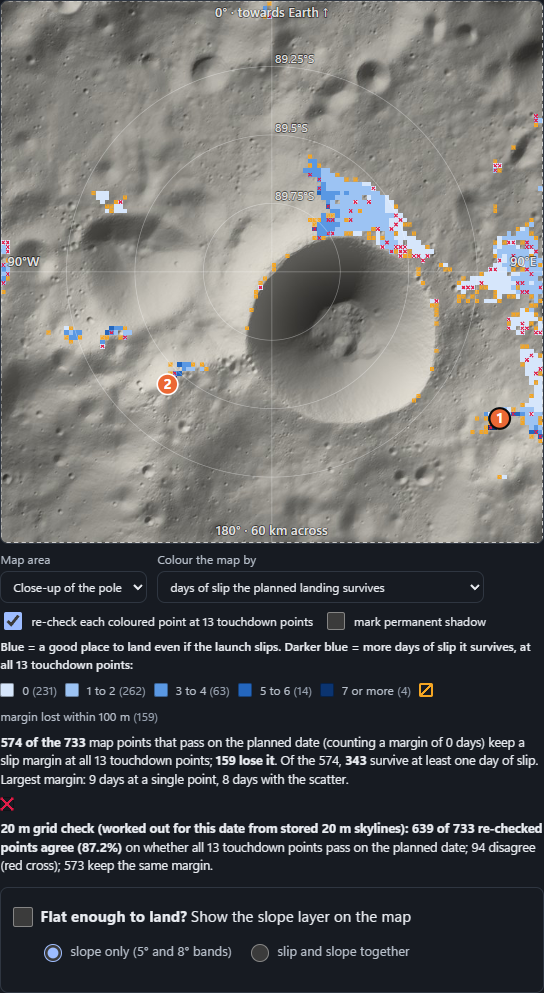 0° · towards Earth ↑
89.25°S
89.5°S
89.75°S
90°W
90°E
2
1
180° · 60 km across
Map area
Colour the map by
Close-up of the pole
days of slip the planned landing survives
re-check each coloured point at 13 touchdown points
mark permanent shadow
Blue = a good place to land even if the launch slips. Darker blue = more days of slip it survives, at
all 13 touchdown points:
0 (231) 1 to 2 (262) 3 to 4 (63) 5 to 6 (14) 7 or more (4)
margin lost within 100 m (159)
574 of the 733 map points that pass on the planned date (counting a margin of 0 days) keep a
slip margin at all 13 touchdown points; 159 lose it. Of the 574, 343 survive at least one day of slip.
Largest margin: 9 days at a single point, 8 days with the scatter.
20 m grid check (worked out for this date from stored 20 m skylines): 639 of 733 re-checked
points agree (87.2%) on whether all 13 touchdown points pass on the planned date; 94 disagree
(red cross); 573 keep the same margin.
Flat enough to land? Show the slope layer on the map
slope only (5° and 8° bands)
slip and slope together